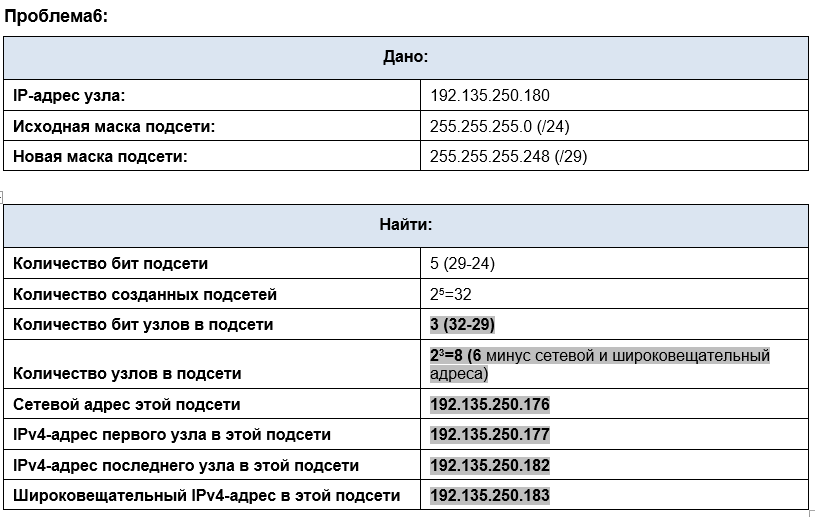 Проблема6:
Дано:
IP-адрес узла: 192.135.250.180
Исходная маска подсети: 255.255.255.0 (/24)
Новая маска подсети: 255.255.255.248 (/29)
Найти:
Количество бит подсети 5 (29-24)
Количество созданных подсетей 2⁵=32
Количество бит узлов в подсети 3 (32-29)
Количество узлов в подсети 2³=8 (6 минус сетевой и широковещательный
адреса)
Сетевой адрес этой подсети 192.135.250.176
IPv4-адрес первого узла в этой подсети 192.135.250.177
IPv4-адрес последнего узла в этой подсети 192.135.250.182
Широковещательный IPv4-адрес в этой подсети 192.135.250.183